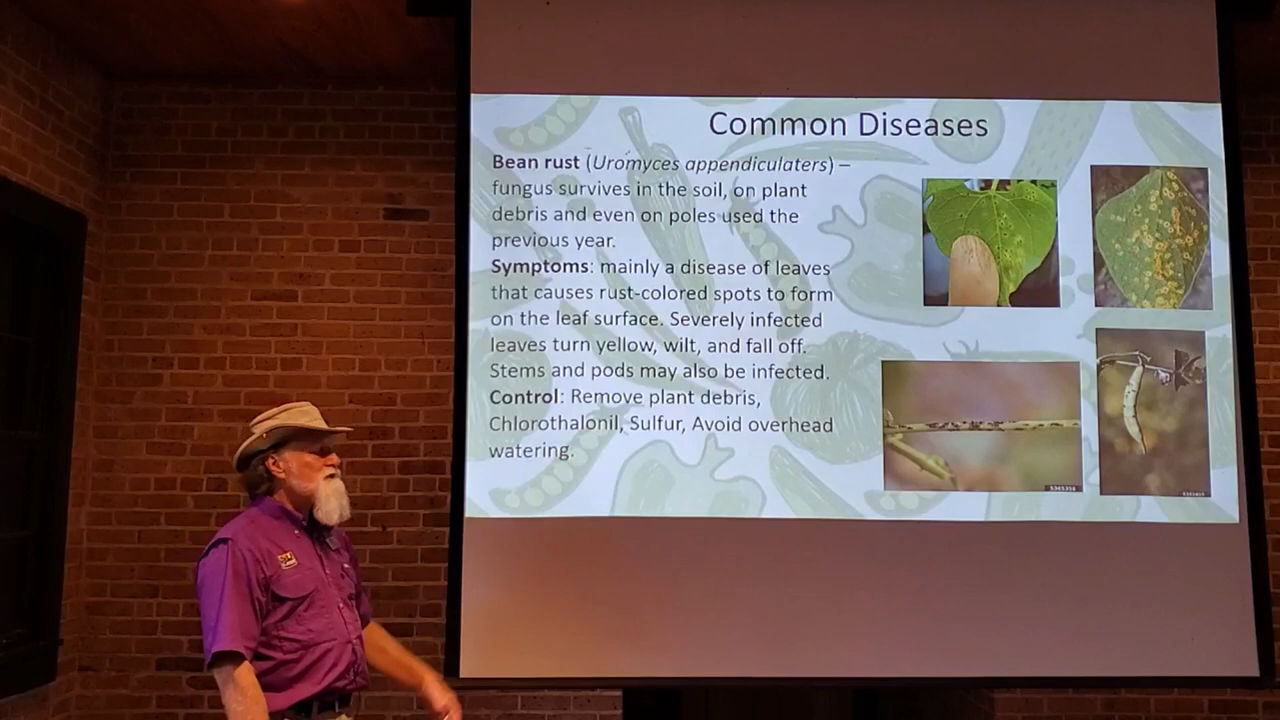 Common Diseases
Bean rust (Uromyces appendiculaters) –
fungus survives in the soil, on plant
debris and even on poles used the
previous year.
Symptoms: mainly a disease of leaves
that causes rust-colored spots to form
on the leaf surface. Severely infected
leaves turn yellow, wilt, and fall off.
Stems and pods may also be infected.
Control: Remove plant debris,
Chlorothalonil, Sulfur, Avoid overhead
watering.
5365356